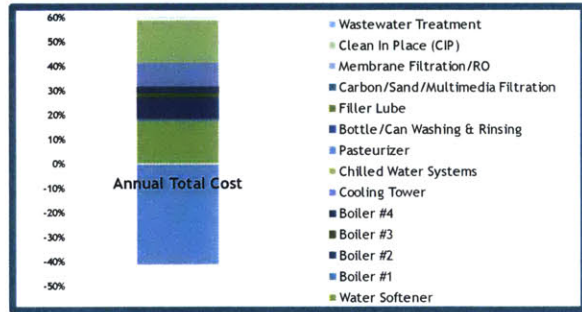 60%
50%
40%
30%
20%
10%
0%
-10%
-20%
-30%
-40%
-50%
Annual Total Cost
Wastewater Treatment
Clean In Place (CIP)
Membrane Filtration/RO
Carbon/Sand/Multimedia Filtration
Filler Lube
Bottle/Can Washing & Rinsing
Pasteurizer
Chilled Water Systems
Cooling Tower
Boiler #4
Boiler #3
Boiler #2
Boiler #1
Water Softener